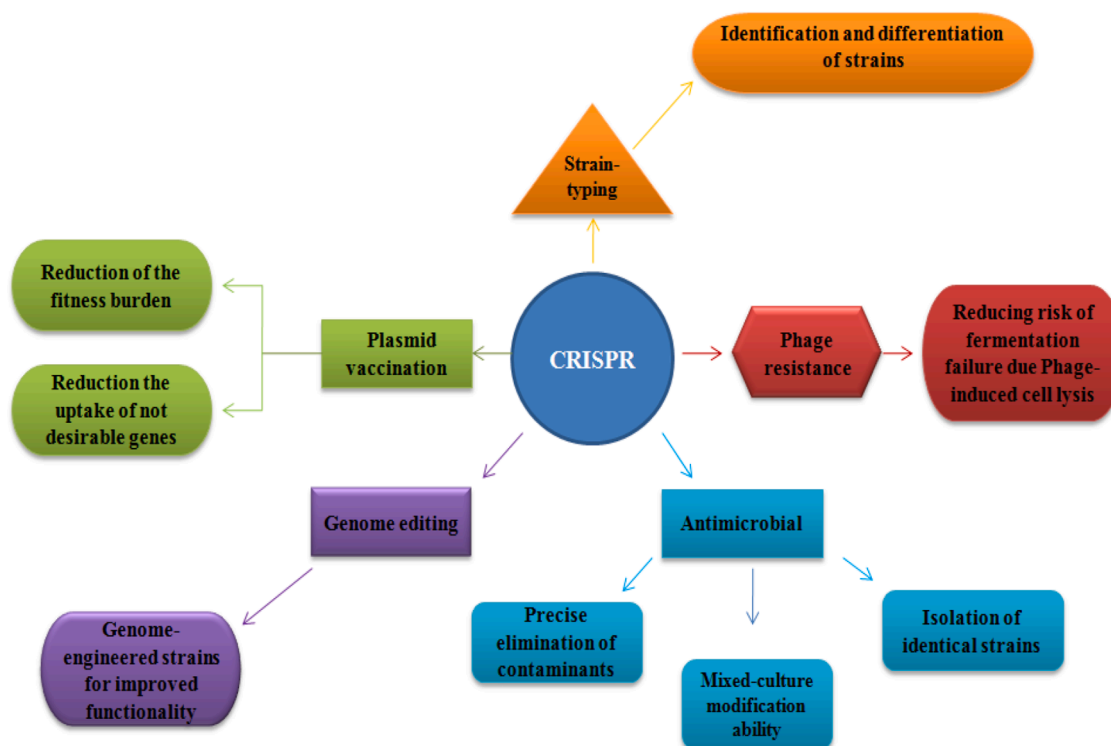 Identification and differentiation
of strains
Strain-
typing
Reduction of the
fitness burden
Plasmid
vaccination
CRISPR
Phage
resistance
Reducing risk of
fermentation
failure due Phage-
induced cell lysis
Reduction the
uptake of not
desirable genes
Genome editing
Antimicrobial
Genome-
engineered strains
for improved
functionality
Precise
elimination of
contaminants
Mixed-culture
modification
ability
Isolation of
identical strains